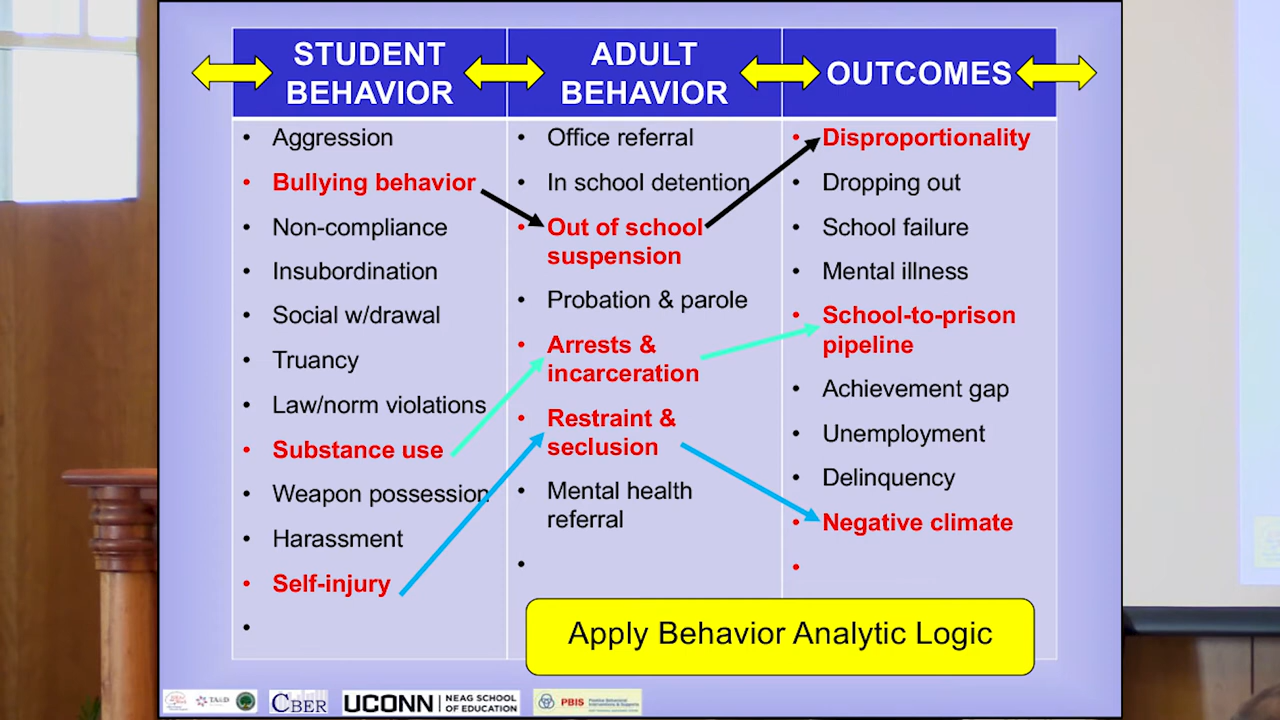 STUDENT
BEHAVIOR
ADULT
BEHAVIOR
OUTCOMES
• Aggression
• Bullying behavior
• Non-compliance
• Insubordination
• Social w/drawal
• Truancy
• Law/norm violations
• Substance use
• Weapon possession
• Harassment
• Self-injury
•
• Office referral
• In school detention
• Out of school
suspension
• Probation & parole
• Arrests &
incarceration
• Restraint &
seclusion
• Mental health
referral
•
• Disproportionality
• Dropping out
• School failure
• Mental illness
• School-to-prison
pipeline
• Achievement gap
• Unemployment
• Delinquency
• Negative climate
•
Apply Behavior Analytic Logic
CBER
UCONN
NEAG SCHOOL
OF EDUCATION
PBIS